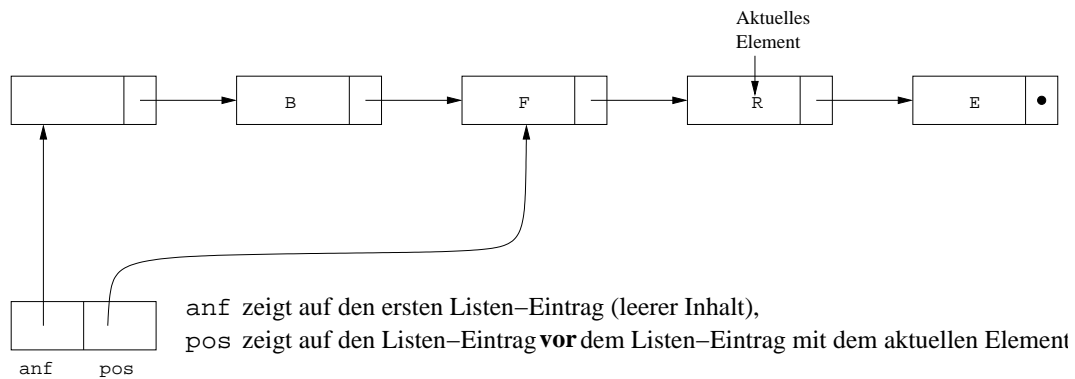 Aktuelles
Element
B F R E
anf zeigt auf den ersten Listen–Eintrag (leerer Inhalt),
pos zeigt auf den Listen–Eintrag vor dem Listen–Eintrag mit dem aktuellen Element
anf pos